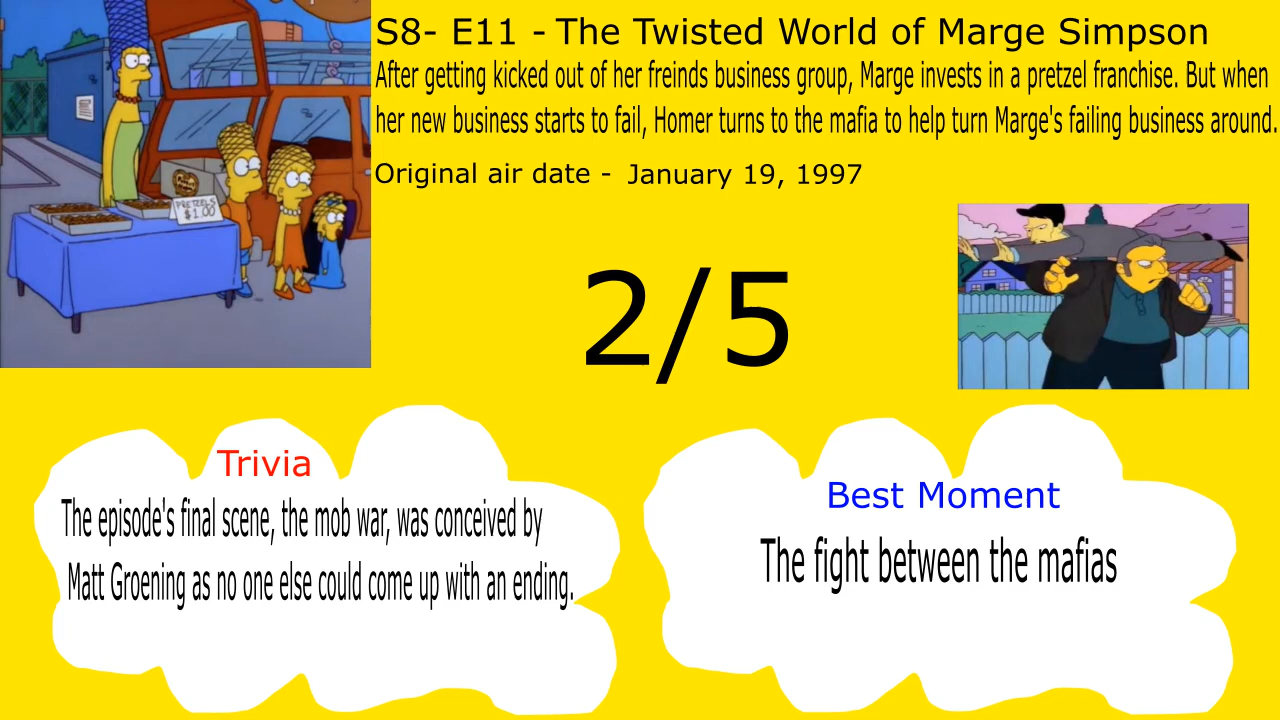 S8- E11 - The Twisted World of Marge Simpson
After getting kicked out of her freinds business group, Marge invests in a pretzel franchise. But when
her new business starts to fail, Homer turns to the mafia to help turn Marge's failing business around.
Original air date - January 19, 1997
PRETZELS
$1.00
2/5
Trivia
The episode's final scene, the mob war, was conceived by
Matt Groening as no one else could come up with an ending.
Best Moment
The fight between the mafias